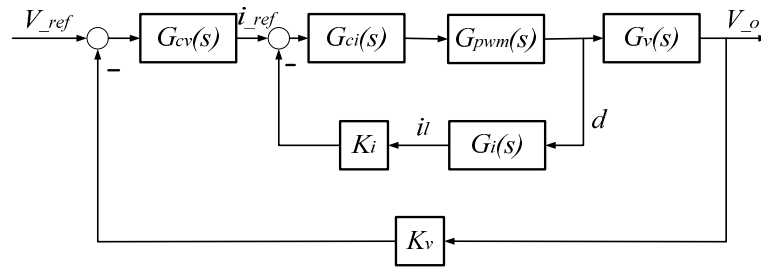 V_ref
Gcv(s)
i_ref
Gci(s)
Gpwm(s)
Gv(s)
V_o
Ki
il
Gi(s)
d
Kv